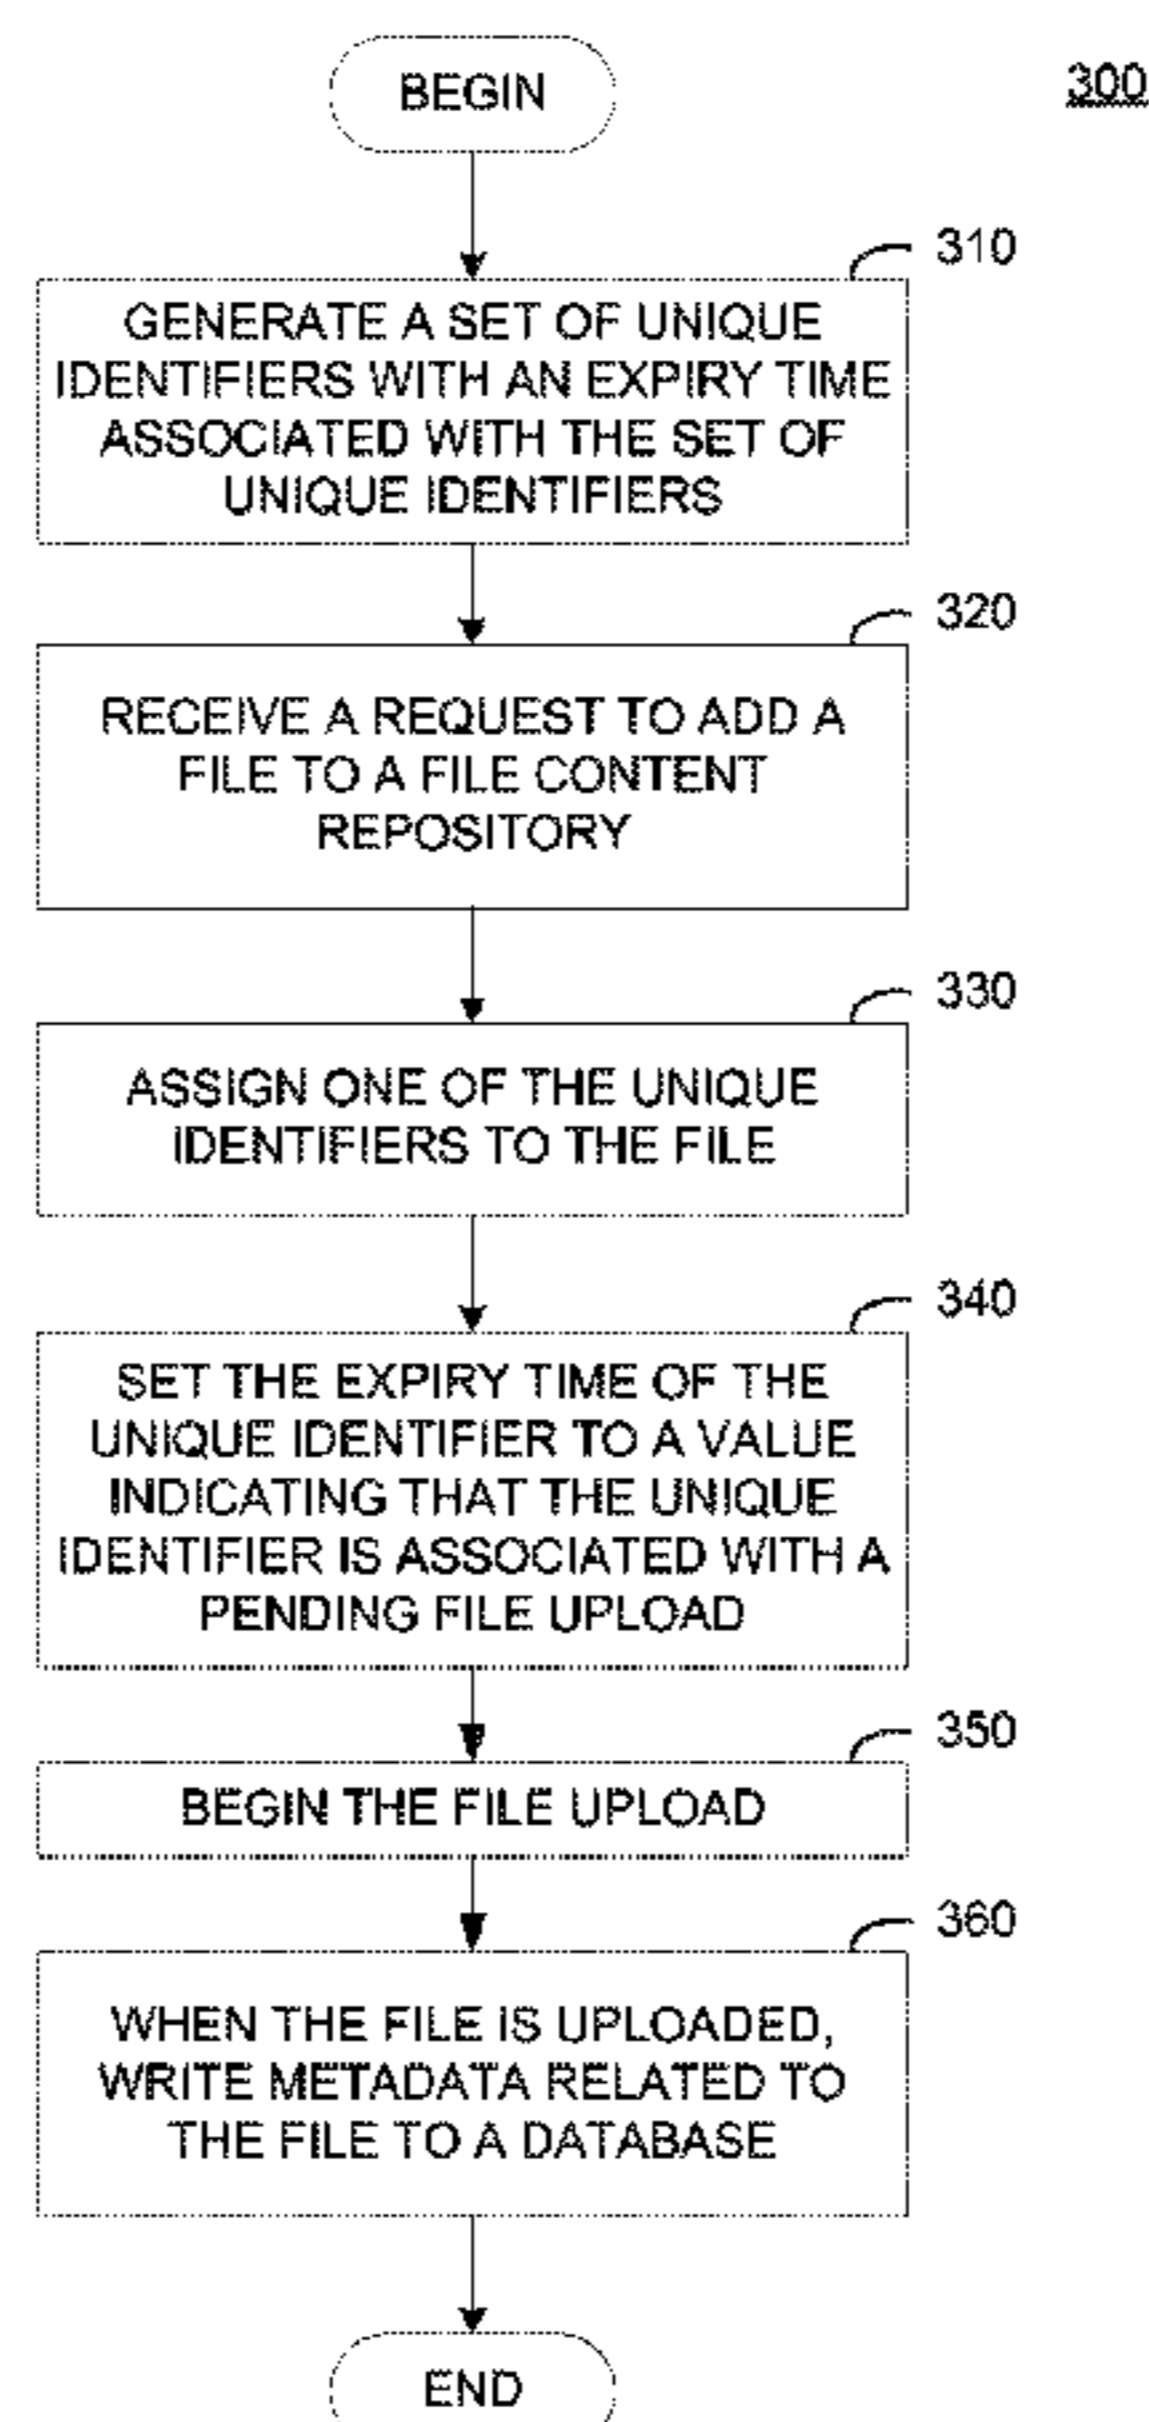 BEGIN
300
310
GENERATE A SET OF UNIQUE
IDENTIFIERS WITH AN EXPIRY TIME
ASSOCIATED WITH THE SET OF
UNIQUE IDENTIFIERS
320
RECEIVE A REQUEST TO ADD A
FILE TO A FILE CONTENT
REPOSITORY
330
ASSIGN ONE OF THE UNIQUE
IDENTIFIERS TO THE FILE
340
SET THE EXPIRY TIME OF THE
UNIQUE IDENTIFIER TO A VALUE
INDICATING THAT THE UNIQUE
IDENTIFIER IS ASSOCIATED WITH A
PENDING FILE UPLOAD
350
BEGIN THE FILE UPLOAD
360
WHEN THE FILE IS UPLOADED,
WRITE METADATA RELATED TO
THE FILE TO A DATABASE
END